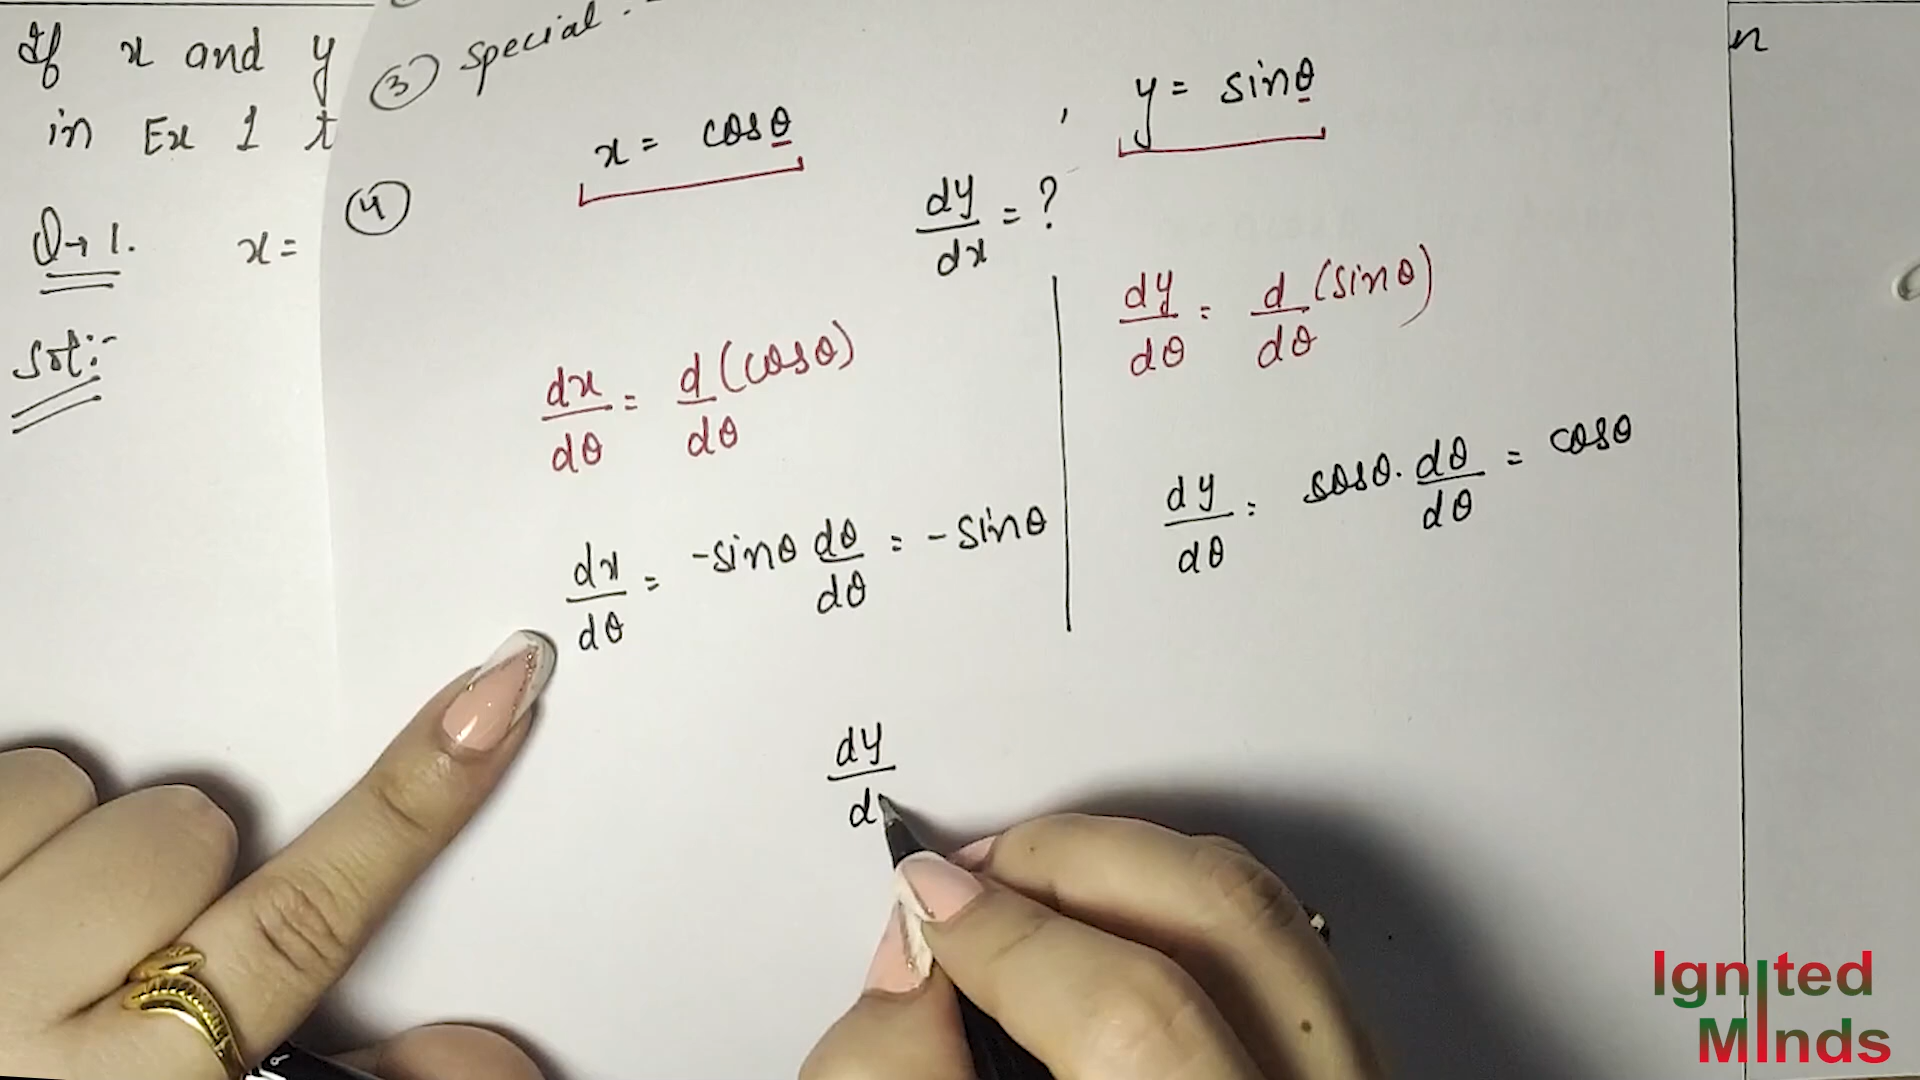 If x and y
in Ex 1 t
Q→1. x=
Sol:-
③ Special.
④
x = cosθ , y = sinθ
dy/dx = ?
dx/dθ = d/dθ (cosθ)
dx/dθ = -sinθ dθ/dθ = -sinθ
dy/dθ = d/dθ (sinθ)
dy/dθ = cosθ. dθ/dθ = cosθ
dy/d
n
Ignited
Minds